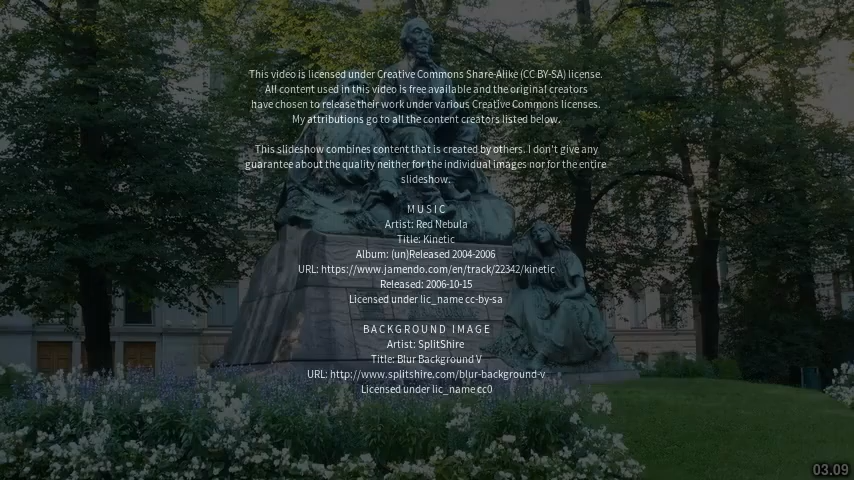 This video is licensed under Creative Commons Share-Alike (CC BY-SA) license.
All content used in this video is free available and the original creators
have chosen to release their work under various Creative Commons licenses.
My attributions go to all the content creators listed below.
This slideshow combines content that is created by others. I don't give any
guarantee about the quality neither for the individual images nor for the entire
slideshow.
MUSIC
Artist: Red Nebula
Title: Kinetic
Album: (un)Released 2004-2006
URL: https://www.jamendo.com/en/track/22342/kinetic
Released: 2006-10-15
Licensed under lic_name cc-by-sa
BACKGROUND IMAGE
Artist: SplitShire
Title: Blur Background V
URL: http://www.splitshire.com/blur-background-v
Licensed under lic_name cc0
03.09